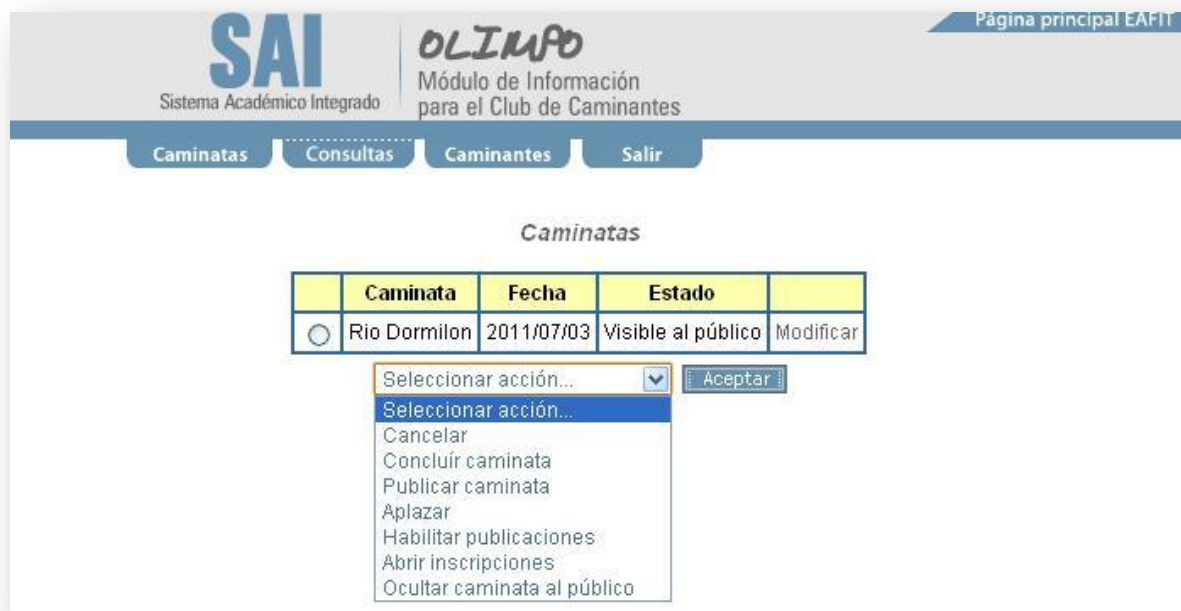 Página principal EAFIT
SAI
Sistema Académico Integrado
OLIMPO
Módulo de Información
para el Club de Caminantes
Caminatas Consultas Caminantes Salir
Caminatas
Caminata Fecha Estado
Rio Dormilon 2011/07/03 Visible al público Modificar
Seleccionar acción... Aceptar
Seleccionar acción...
Cancelar
Concluír caminata
Publicar caminata
Aplazar
Habilitar publicaciones
Abrir inscripciones
Ocultar caminata al público